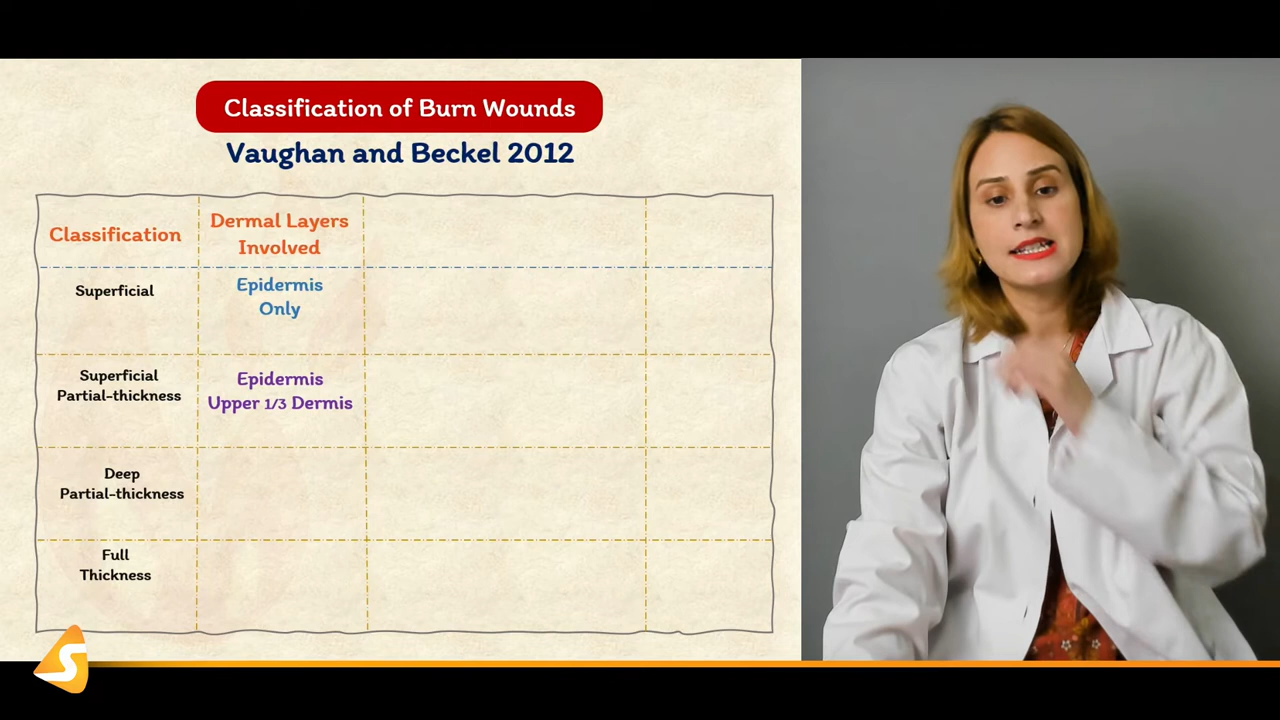 Classification of Burn Wounds
Vaughan and Beckel 2012
Classification
Dermal Layers
Involved
Superficial
Epidermis
Only
Superficial
Partial-thickness
Epidermis
Upper 1/3 Dermis
Deep
Partial-thickness
Full
Thickness
S